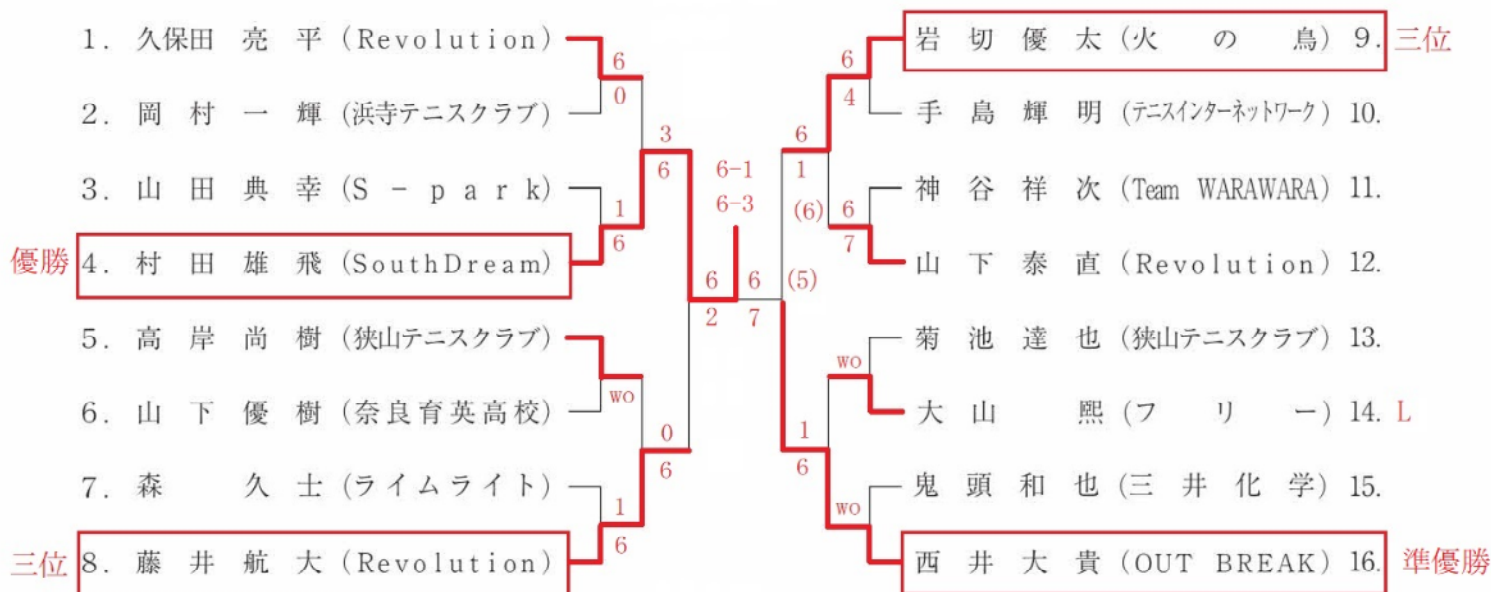 1. 久保田 亮 平 (Revolution)
6
0
2. 岡 村 一 輝 (浜寺テニスクラブ)
3
6
3. 山 田 典 幸 (S - park)
1
6
優勝 4. 村 田 雄 飛 (SouthDream)
6
2
5. 高 岸 尚 樹 (狭山テニスクラブ)
WO
6. 山 下 優 樹 (奈良育英高校)
0
6
7. 森 久 士 (ライムライト)
1
6
三位 8. 藤 井 航 大 (Revolution)
6-1
6-3
岩 切 優 太 (火 の 鳥) 9. 三位
6
4
手 島 輝 明 (テニスインターネットワーク) 10.
6
1
神 谷 祥 次 (Team WARAWARA) 11.
(6) 6
7
山 下 泰 直 (Revolution) 12.
6 (5)
7
菊 池 達 也 (狭山テニスクラブ) 13.
WO
大 山 熙 (フ リ ー) 14. L
1
6
鬼 頭 和 也 (三 井 化 学) 15.
WO
西 井 大 貴 (OUT BREAK) 16. 準優勝